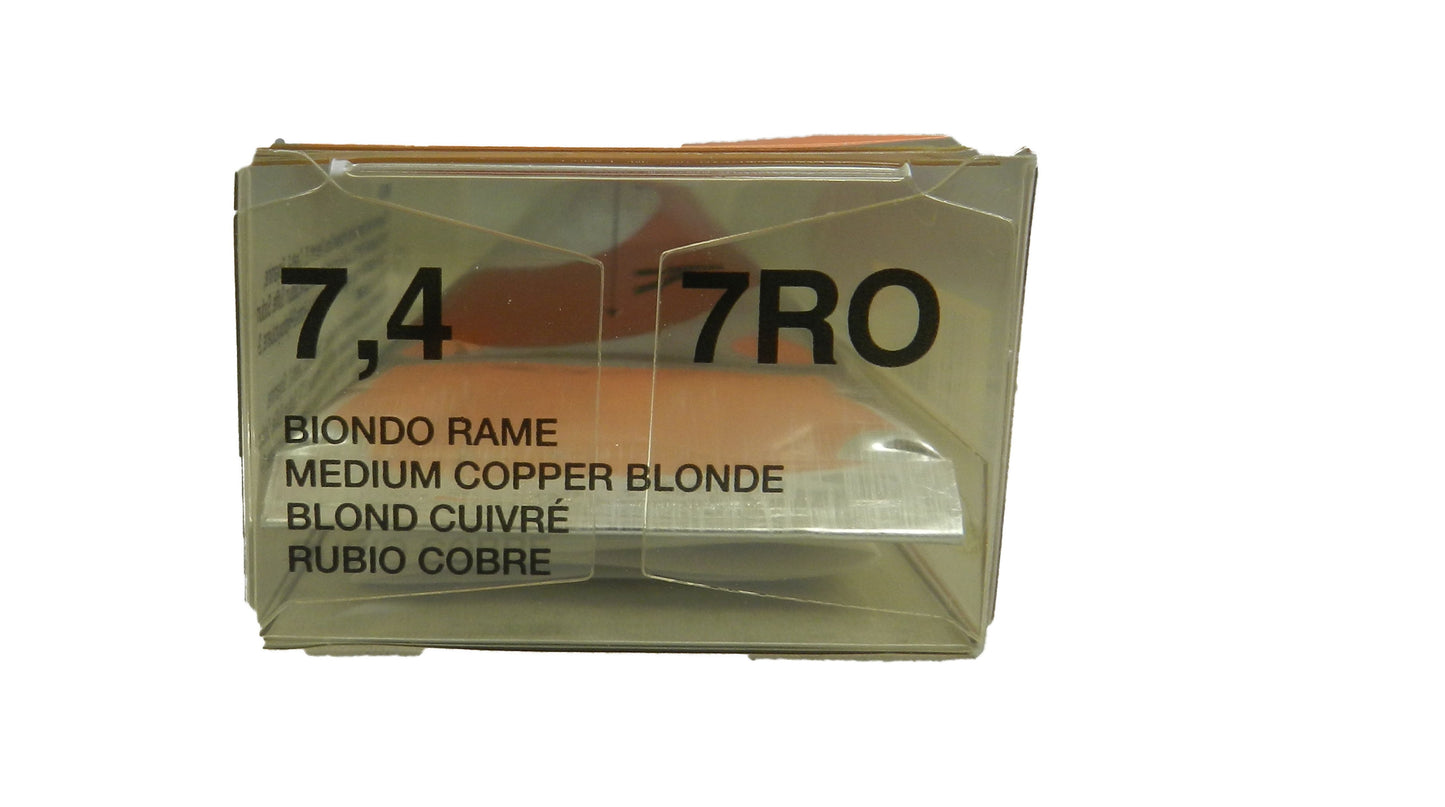 7,4 7RO
BIONDO RAME
MEDIUM COPPER BLONDE
BLOND CUIVRÉ
RUBIO COBRE